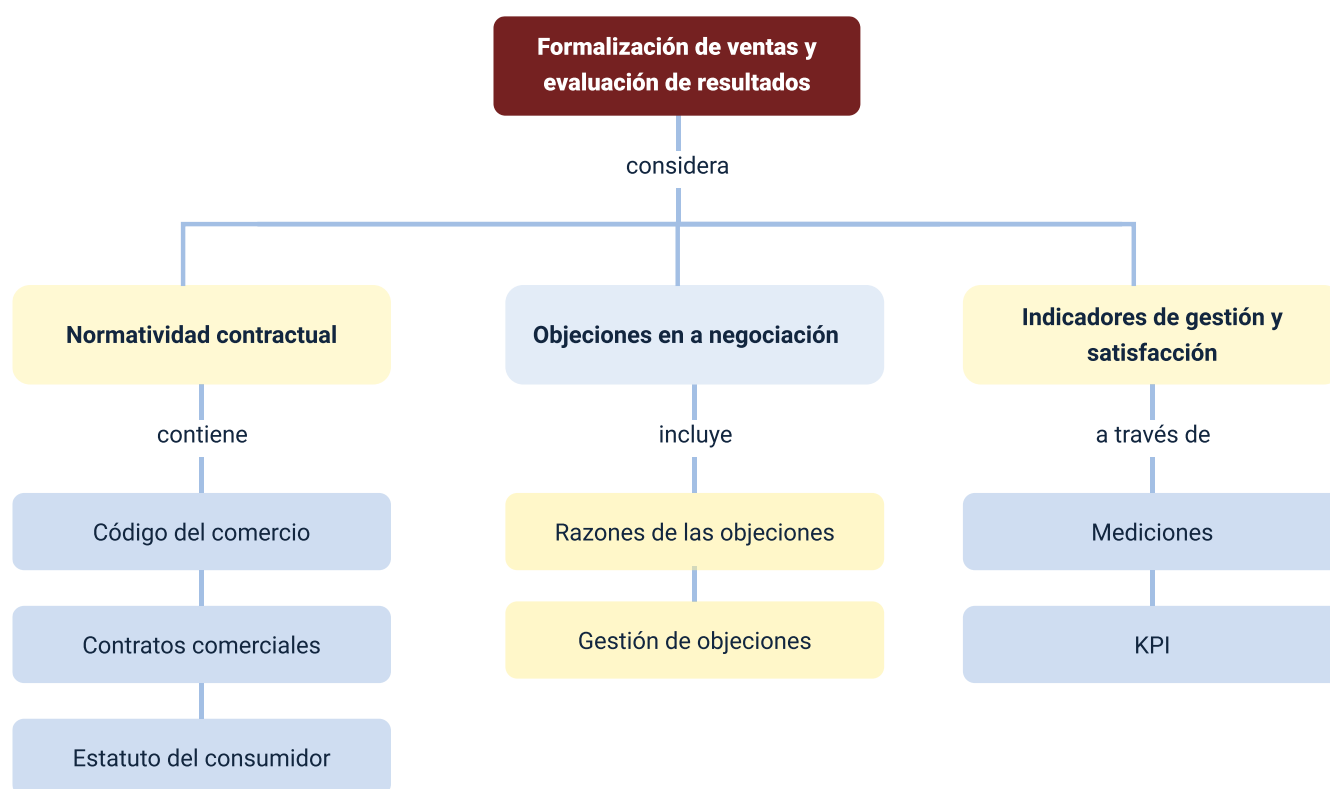 Formalización de ventas y
evaluación de resultados
considera
Normatividad contractual
contiene
Código del comercio
Contratos comerciales
Estatuto del consumidor
Objeciones en a negociación
incluye
Razones de las objeciones
Gestión de objeciones
Indicadores de gestión y
satisfacción
a través de
Mediciones
KPI